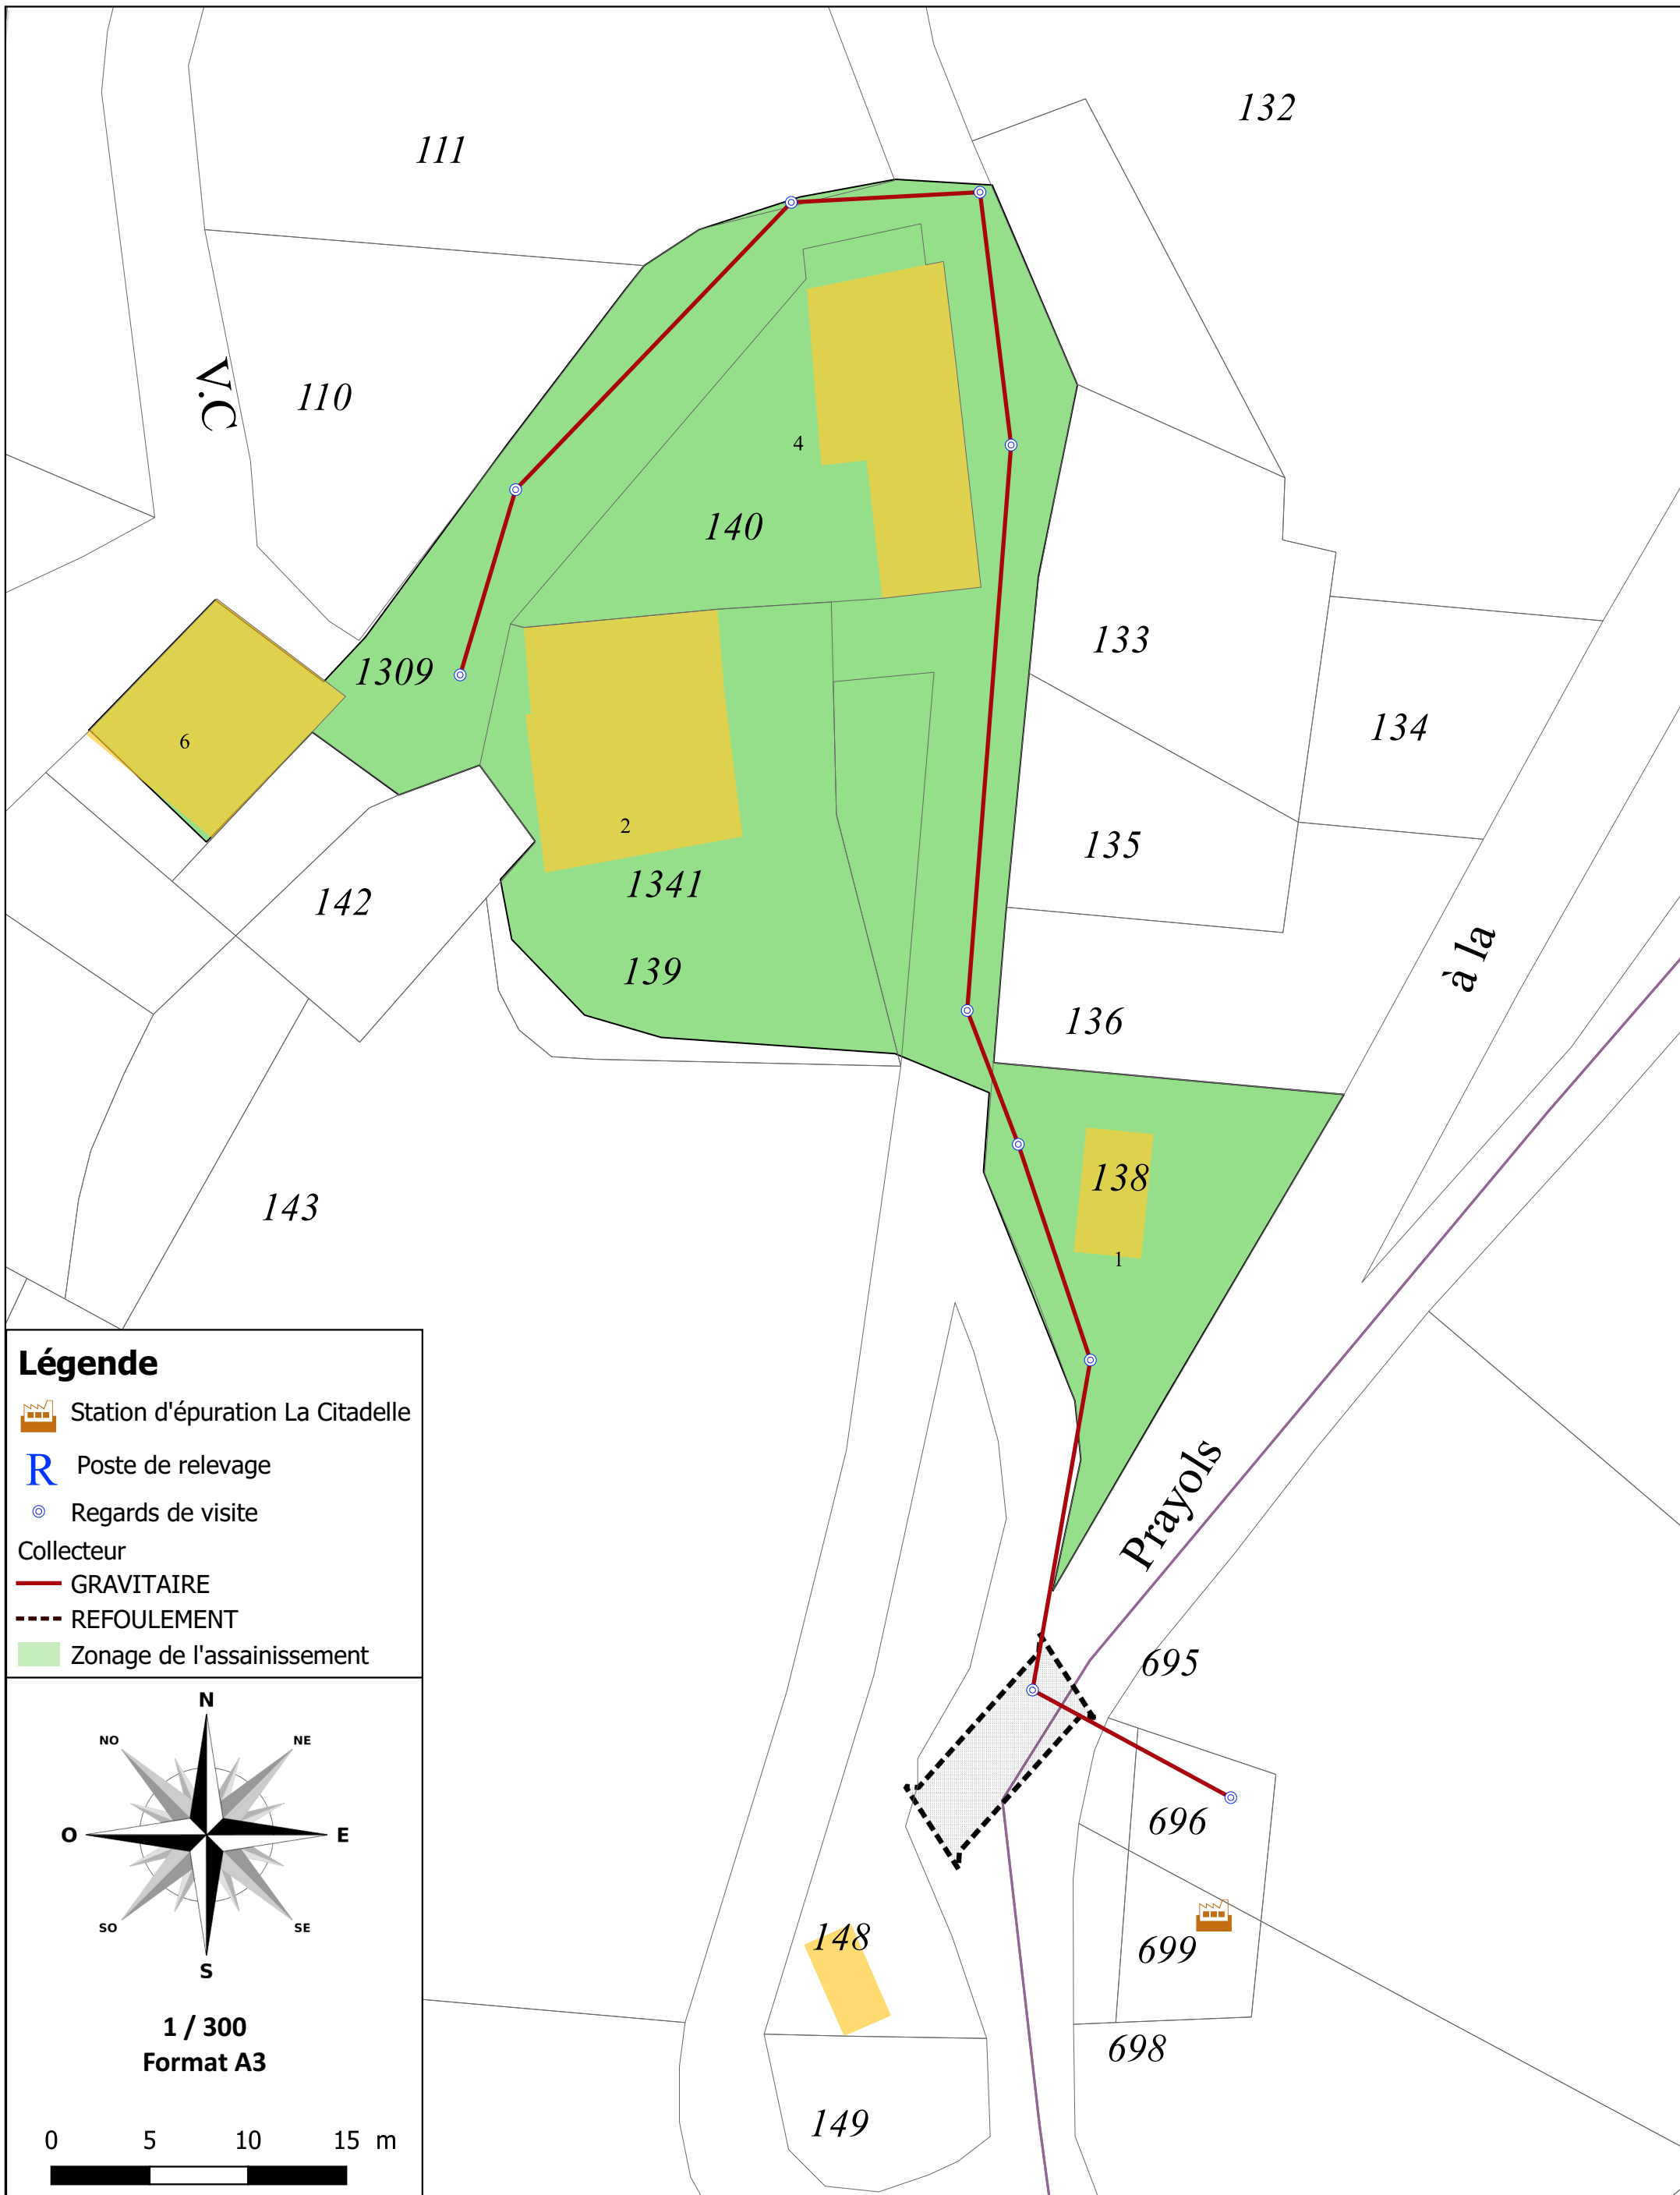 132
111
V.C
110
4
140
133
1309
134
6
2
135
1341
142
à la
139
136
138
143
1
Prayols
695
696
148
699
698
149
Légende
Station d'épuration La Citadelle
R Poste de relevage
Regards de visite
Collecteur
GRAVITAIRE
REFOULEMENT
Zonage de l'assainissement
N
NO NE
O E
SO SE
S
1 / 300
Format A3
0 5 10 15 m